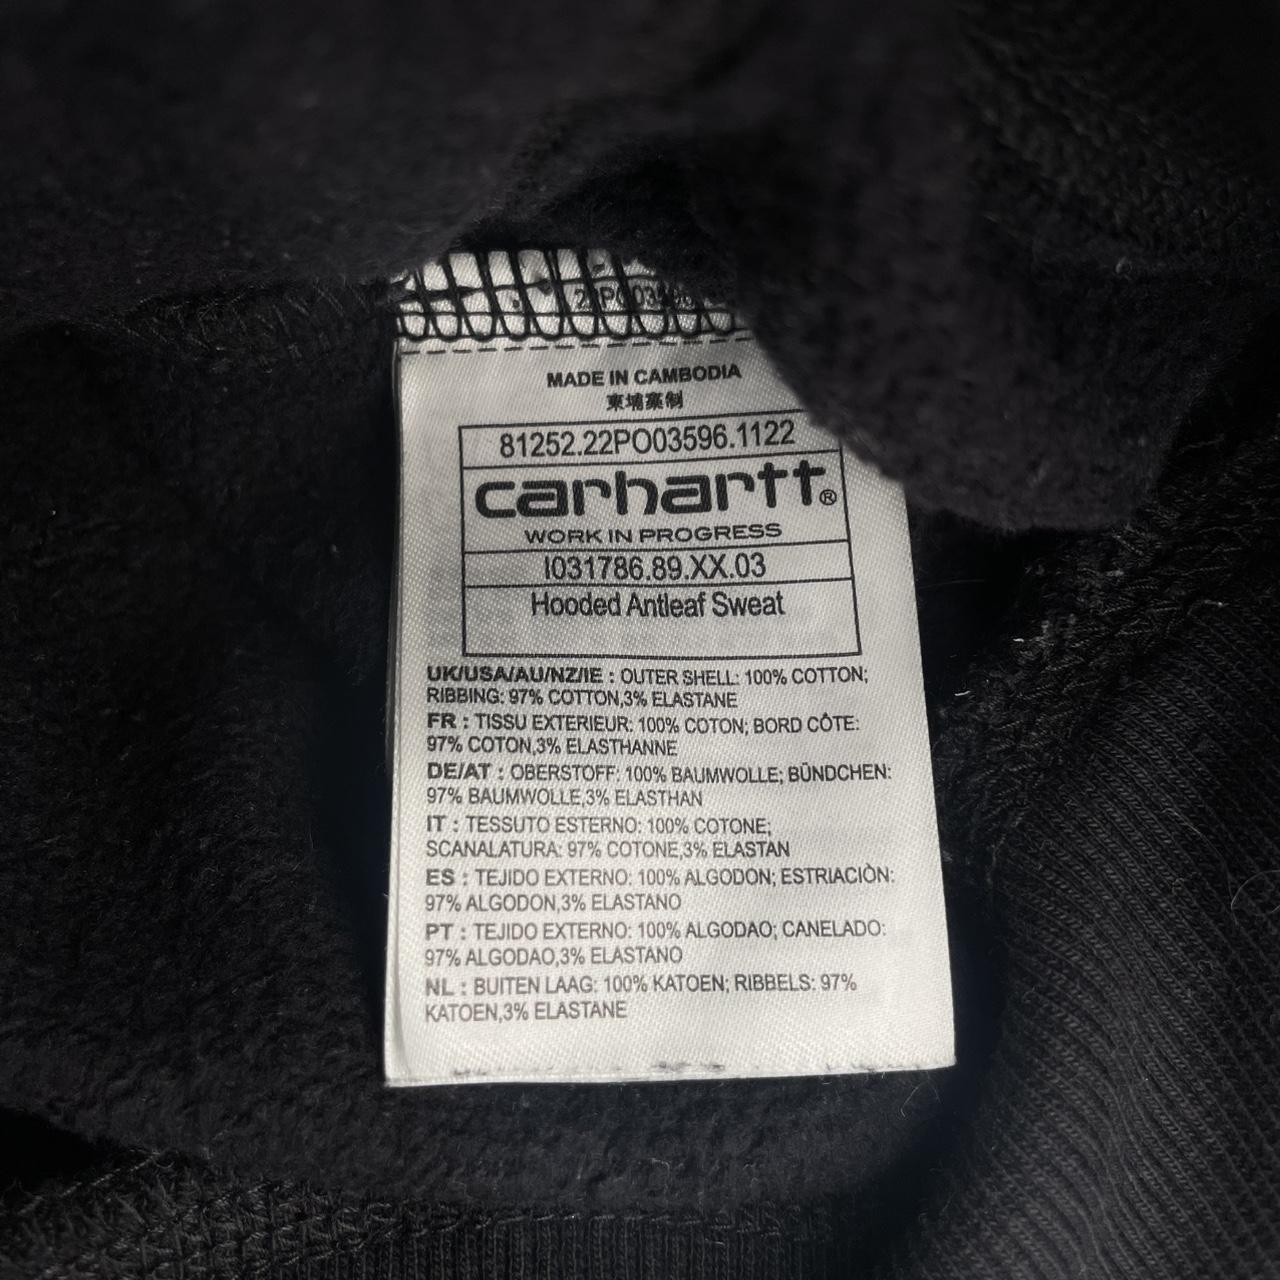 MADE IN CAMBODIA
柬埔寨制
81252.22PO03596.1122
carhartt®
WORK IN PROGRESS
I031786.89.XX.03
Hooded Antleaf Sweat
UK/USA/AU/NZ/IE : OUTER SHELL: 100% COTTON;
RIBBING: 97% COTTON,3% ELASTANE
FR : TISSU EXTERIEUR: 100% COTON; BORD CÔTE:
97% COTON,3% ELASTHANNE
DE/AT : OBERSTOFF: 100% BAUMWOLLE; BÜNDCHEN:
97% BAUMWOLLE,3% ELASTHAN
IT : TESSUTO ESTERNO: 100% COTONE;
SCANALATURA: 97% COTONE,3% ELASTAN
ES : TEJIDO EXTERNO: 100% ALGODON; ESTRIACIÒN:
97% ALGODON,3% ELASTANO
PT : TEJIDO EXTERNO: 100% ALGODAO; CANELADO:
97% ALGODAO,3% ELASTANO
NL : BUITEN LAAG: 100% KATOEN; RIBBELS: 97%
KATOEN,3% ELASTANE